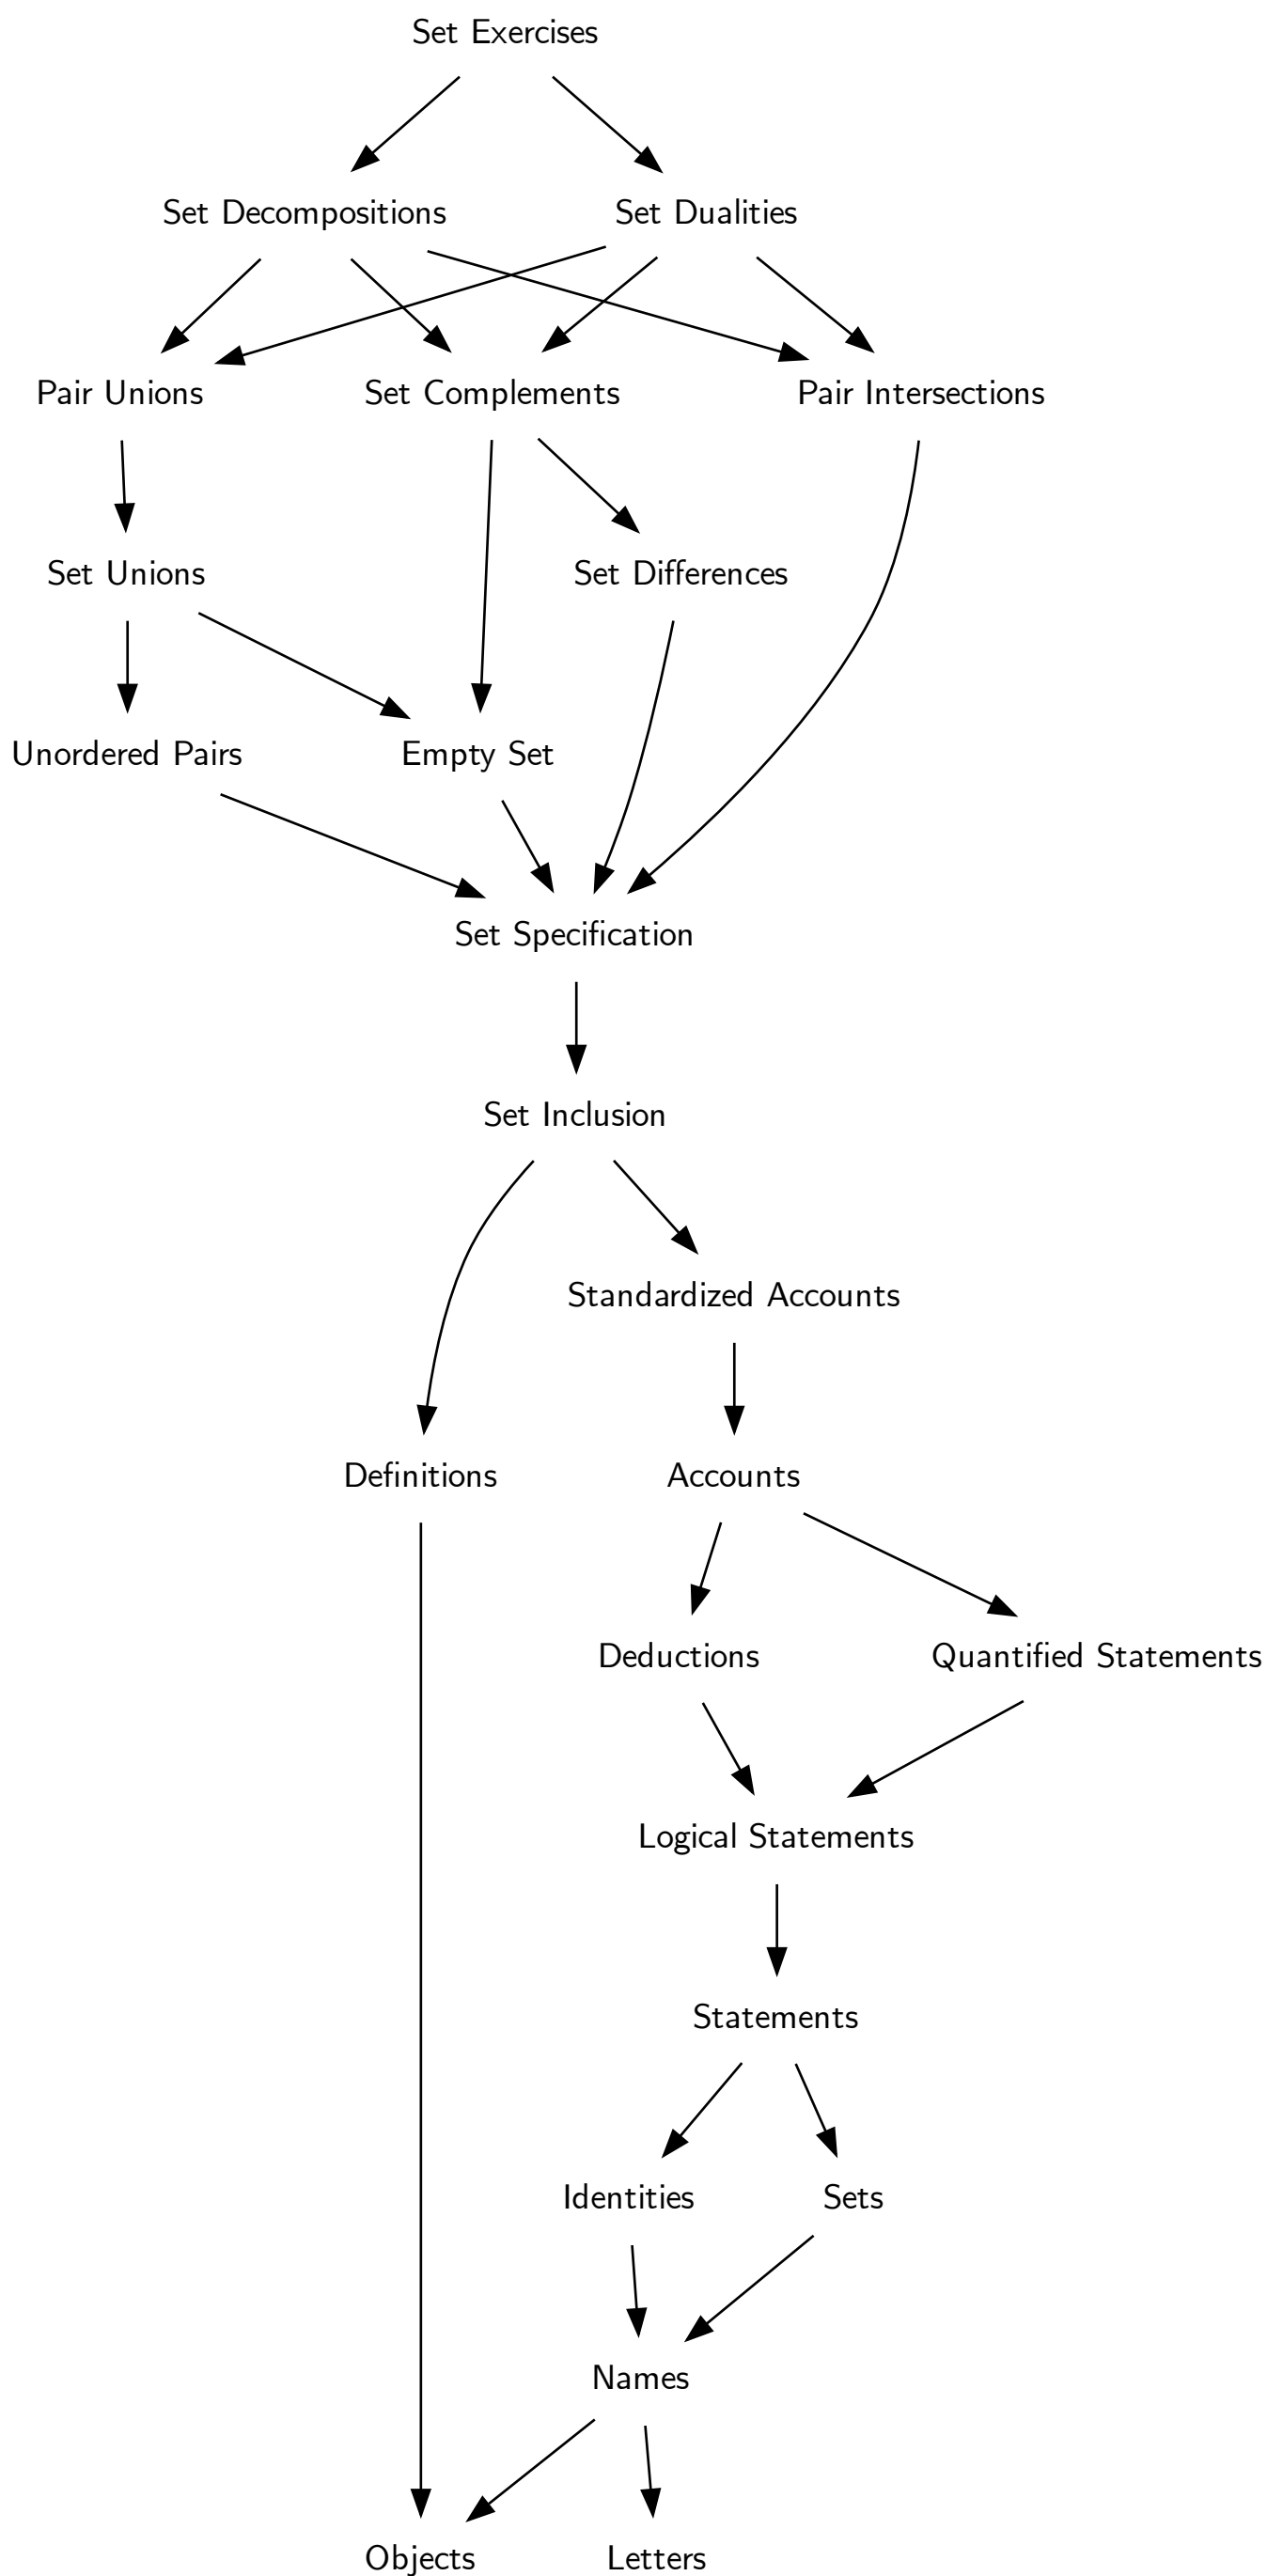 Set Exercises
Set Decompositions
Set Dualities
Pair Unions
Set Complements
Pair Intersections
Set Unions
Set Differences
Unordered Pairs
Empty Set
Set Specification
Set Inclusion
Standardized Accounts
Definitions
Accounts
Deductions
Quantified Statements
Logical Statements
Statements
Identities
Sets
Names
Objects
Letters